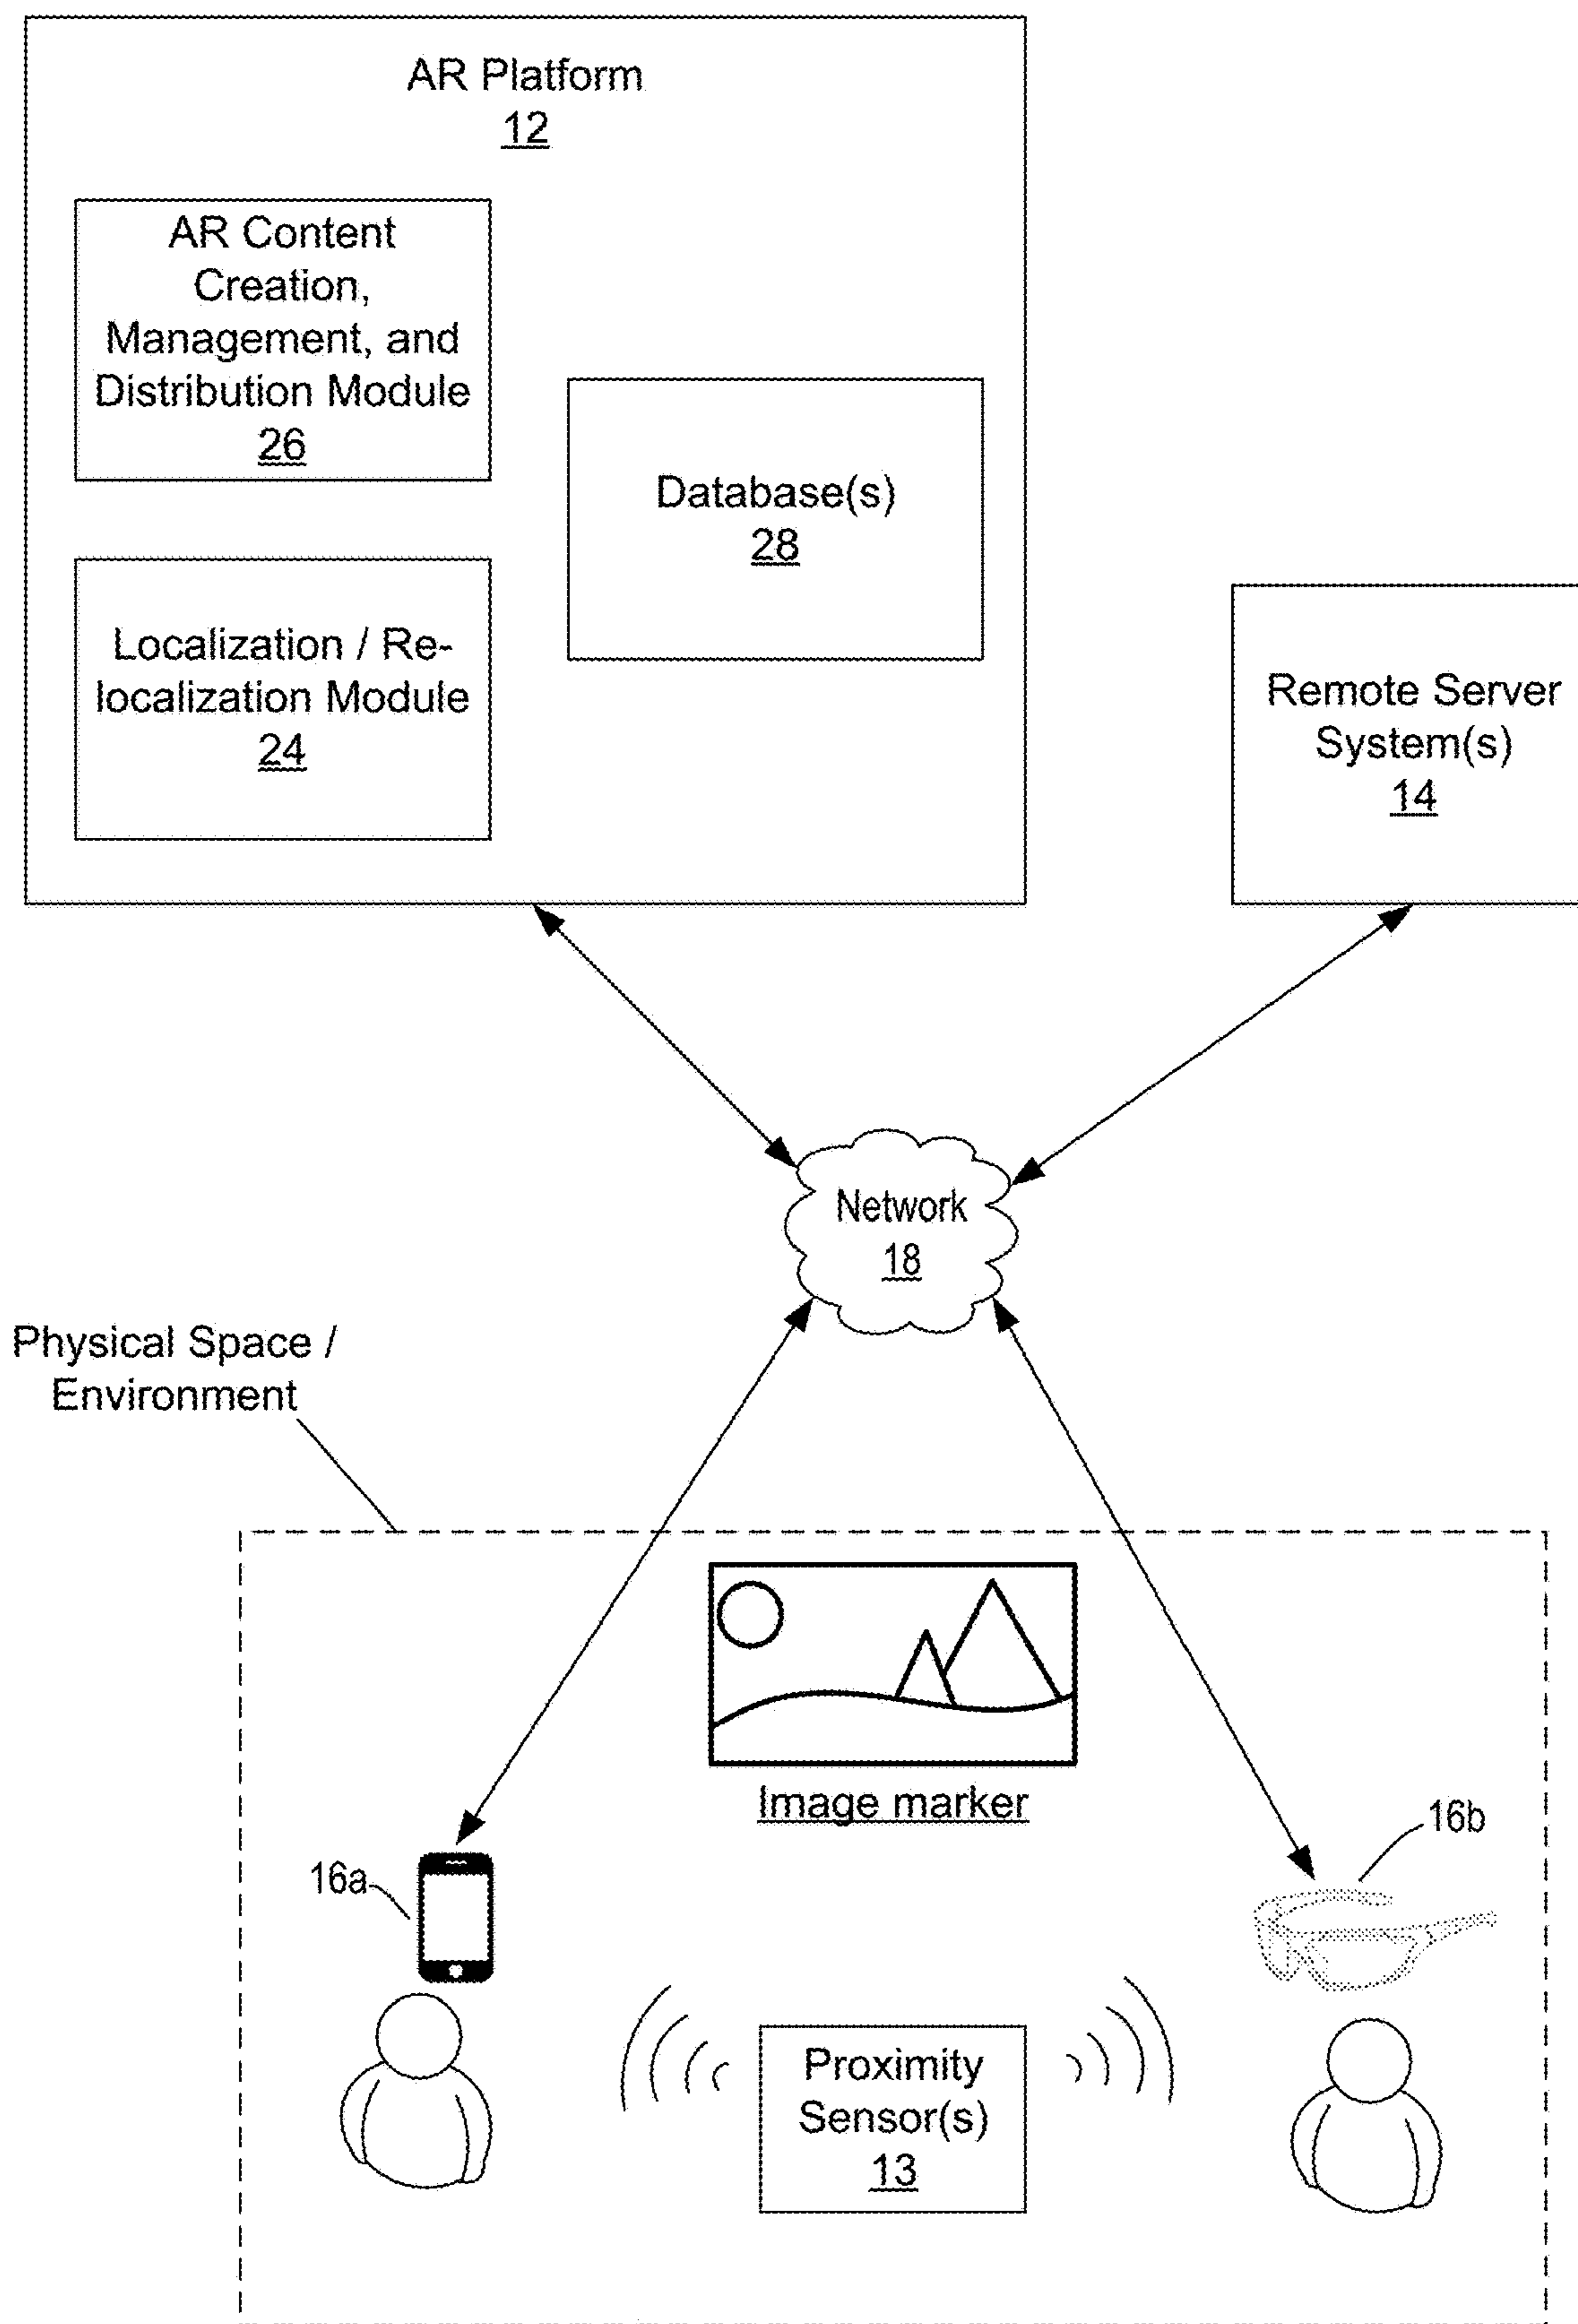 AR Platform
12
AR Content
Creation,
Management, and
Distribution Module
26
Database(s)
28
Localization / Re-
localization Module
24
Remote Server
System(s)
14
Network
18
Physical Space /
Environment
Image marker
16a
16b
Proximity
Sensor(s)
13